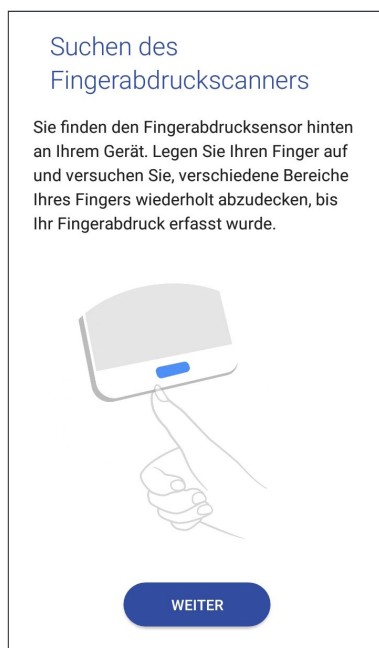 Suchen des
Fingerabdruckscanners
Sie finden den Fingerabdrucksensor hinten
an Ihrem Gerät. Legen Sie Ihren Finger auf
und versuchen Sie, verschiedene Bereiche
Ihres Fingers wiederholt abzudecken, bis
Ihr Fingerabdruck erfasst wurde.
WEITER